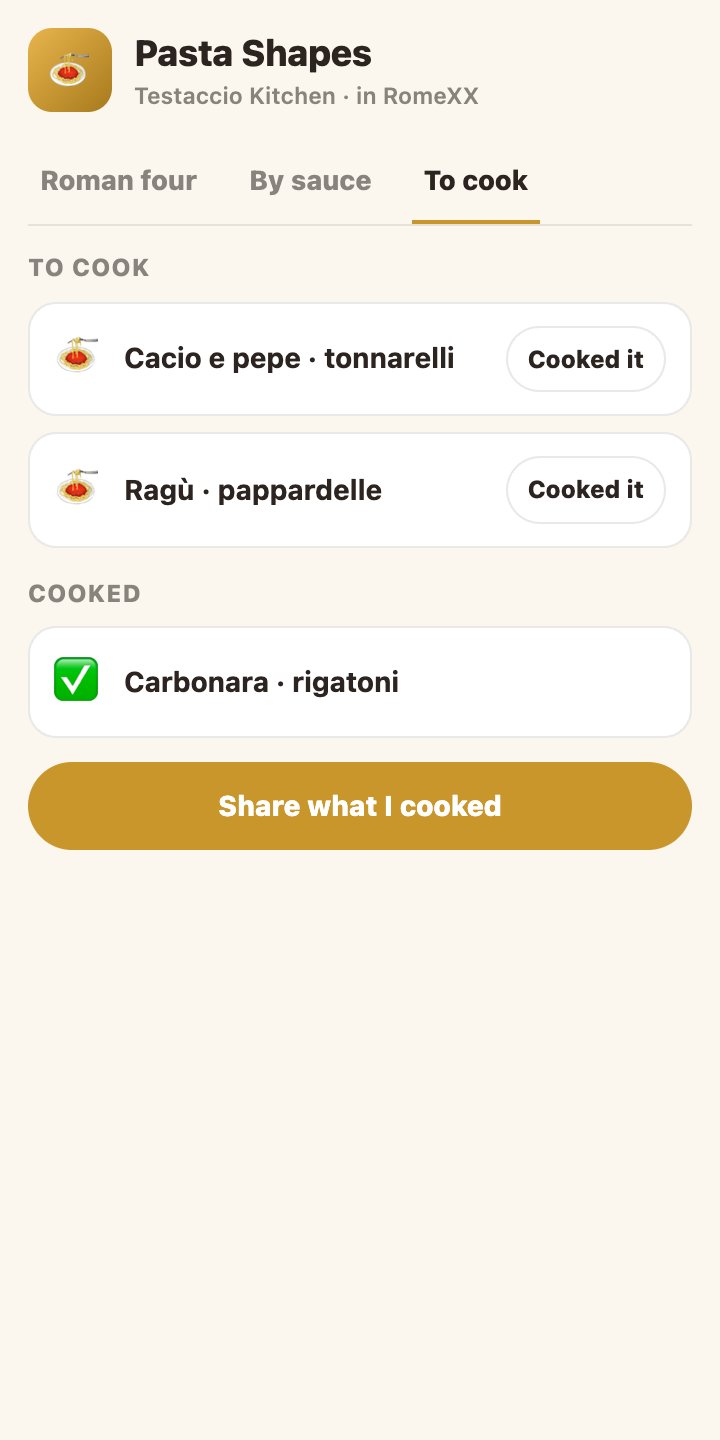 Pasta Shapes
Testaccio Kitchen · in RomeXX
Roman four By sauce To cook
TO COOK
Cacio e pepe · tonnarelli Cooked it
Ragù · pappardelle Cooked it
COOKED
Carbonara · rigatoni
Share what I cooked